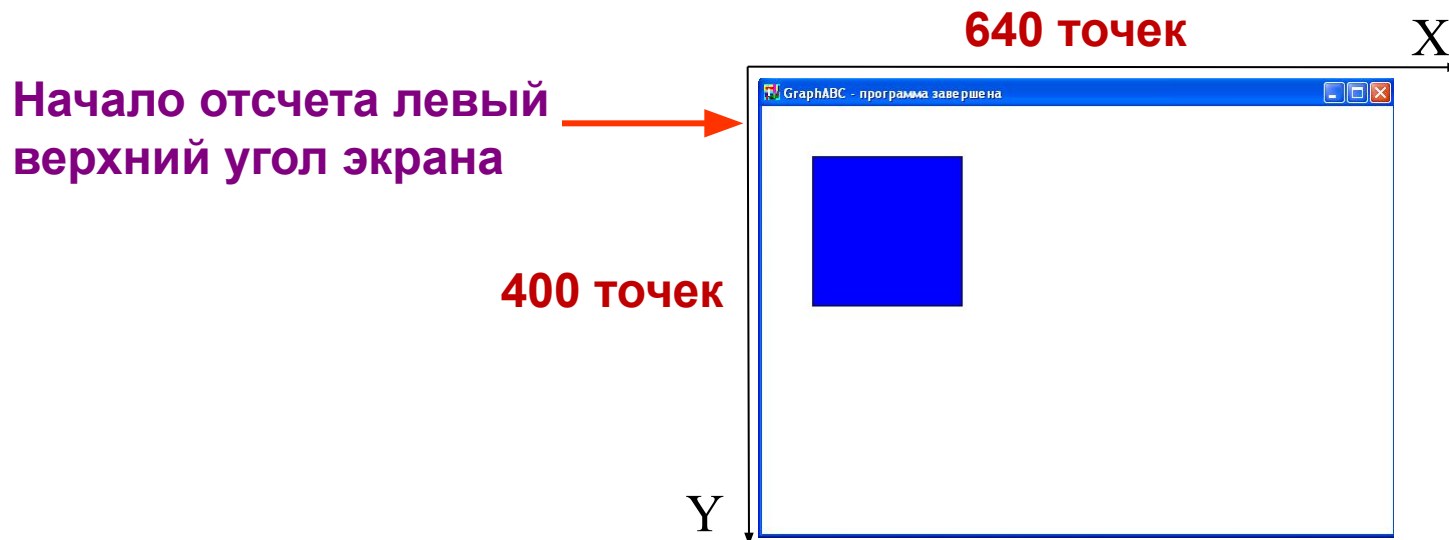 640 точек
X
Начало отсчета левый
верхний угол экрана
GraphABC - программа завершена
400 точек
Y